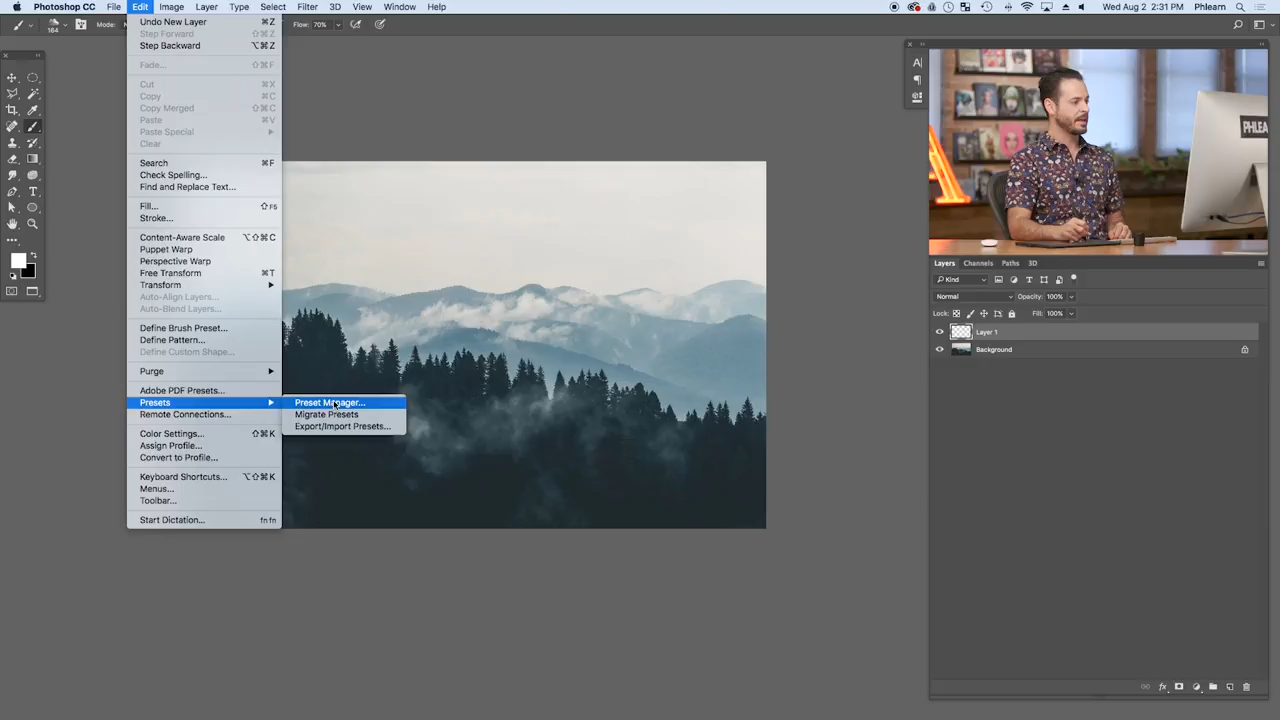 Photoshop CC File Edit Image Layer Type Select Filter 3D View Window Help Wed Aug 2 2:31 PM Phlearn
164 Mode: Flow: 70%
Undo New Layer ⌘Z
Step Forward ⇧⌘Z
Step Backward ⌥⌘Z
Fade... ⇧⌘F
Cut ⌘X
Copy ⌘C
Copy Merged ⇧⌘C
Paste ⌘V
Paste Special
Clear
Search ⌘F
Check Spelling...
Find and Replace Text...
Fill... ⇧F5
Stroke...
Content-Aware Scale ⌥⇧⌘C
Puppet Warp
Perspective Warp
Free Transform ⌘T
Transform
Auto-Align Layers...
Auto-Blend Layers...
Define Brush Preset...
Define Pattern...
Define Custom Shape...
Purge
Adobe PDF Presets...
Presets
Remote Connections...
Color Settings... ⇧⌘K
Assign Profile...
Convert to Profile...
Keyboard Shortcuts... ⌥⇧⌘K
Menus...
Toolbar...
Start Dictation... fn fn
Preset Manager...
Migrate Presets
Export/Import Presets...
PHLEA
Layers Channels Paths 3D
Kind
Normal Opacity: 100%
Lock: Fill: 100%
Layer 1
Background
fx